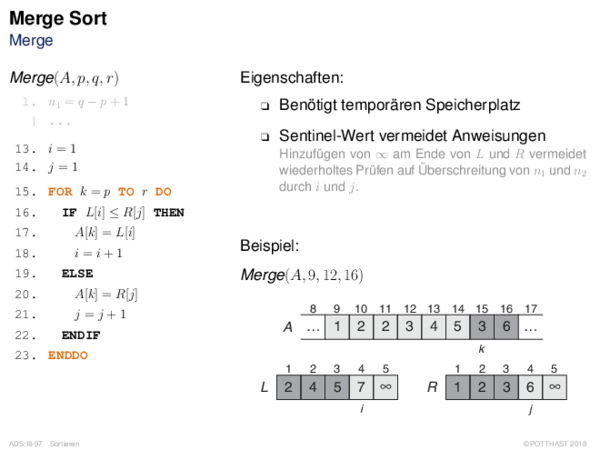 Merge Sort
Merge
Merge(A, p, q, r)
1. n₁ = q − p + 1
| ...
13. i = 1
14. j = 1
15. FOR k = p TO r DO
16. IF L[i] ≤ R[j] THEN
17. A[k] = L[i]
18. i = i + 1
19. ELSE
20. A[k] = R[j]
21. j = j + 1
22. ENDIF
23. ENDDO
Eigenschaften:
❑ Benötigt temporären Speicherplatz
❑ Sentinel-Wert vermeidet Anweisungen
Hinzufügen von ∞ am Ende von L und R vermeidet
wiederholtes Prüfen auf Überschreitung von n₁ und n₂
durch i und j.
Beispiel:
Merge(A, 9, 12, 16)
8 9 10 11 12 13 14 15 16 17
A ... 1 2 2 3 4 5 3 6 ...
k
1 2 3 4 5
L 2 4 5 7 ∞
i
1 2 3 4 5
R 1 2 3 6 ∞
j
ADS:III-97 Sortieren
© POTTHAST 2018